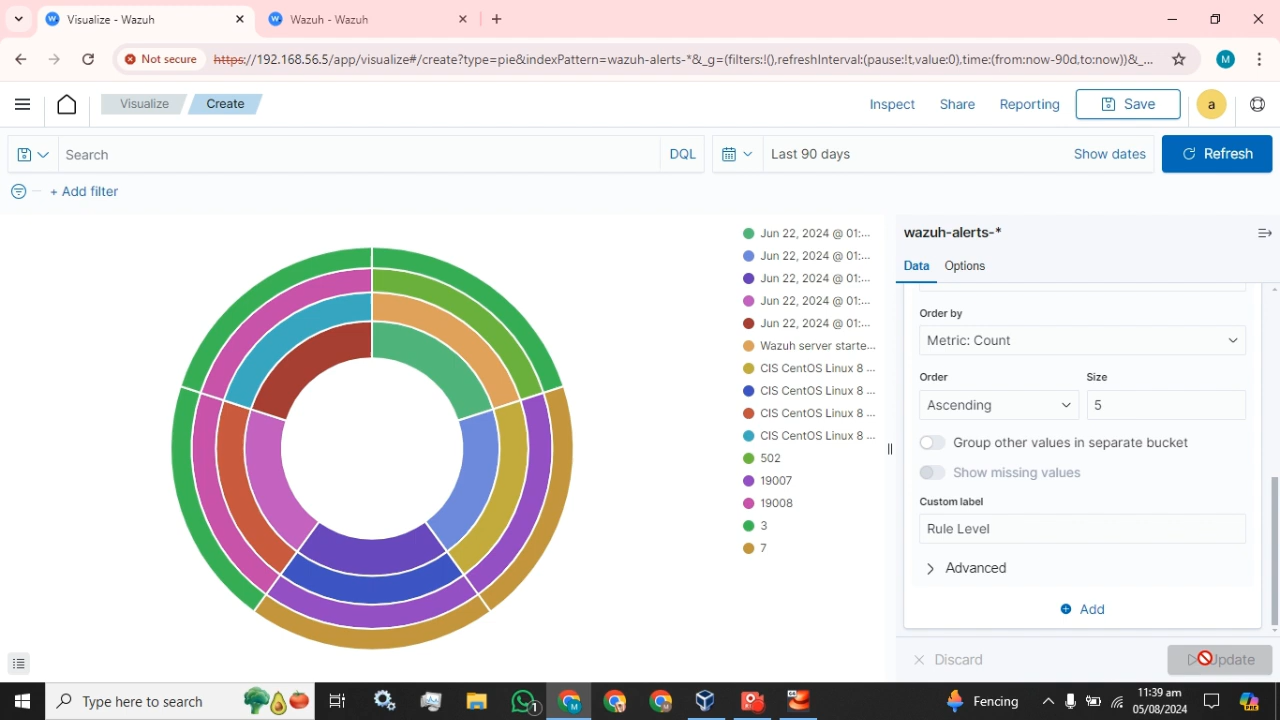 Visualize - Wazuh
Wazuh - Wazuh
Not secure
https://192.168.56.5/app/visualize#/create?type=pie&indexPattern=wazuh-alerts-*&_g=(filters:!(),refreshInterval:(pause:!t,value:0),time:(from:now-90d,to:now))&_...
M
Visualize
Create
Inspect
Share
Reporting
Save
a
Search
DQL
Last 90 days
Show dates
Refresh
+ Add filter
Jun 22, 2024 @ 01:...
Jun 22, 2024 @ 01:...
Jun 22, 2024 @ 01:...
Jun 22, 2024 @ 01:...
Jun 22, 2024 @ 01:...
Wazuh server starte...
CIS CentOS Linux 8 ...
CIS CentOS Linux 8 ...
CIS CentOS Linux 8 ...
CIS CentOS Linux 8 ...
502
19007
19008
3
7
wazuh-alerts-*
Data
Options
Order by
Metric: Count
Order
Size
Ascending
5
Group other values in separate bucket
Show missing values
Custom label
Rule Level
Advanced
Add
Discard
Update
Type here to search
1
Fencing
11:39 am
05/08/2024